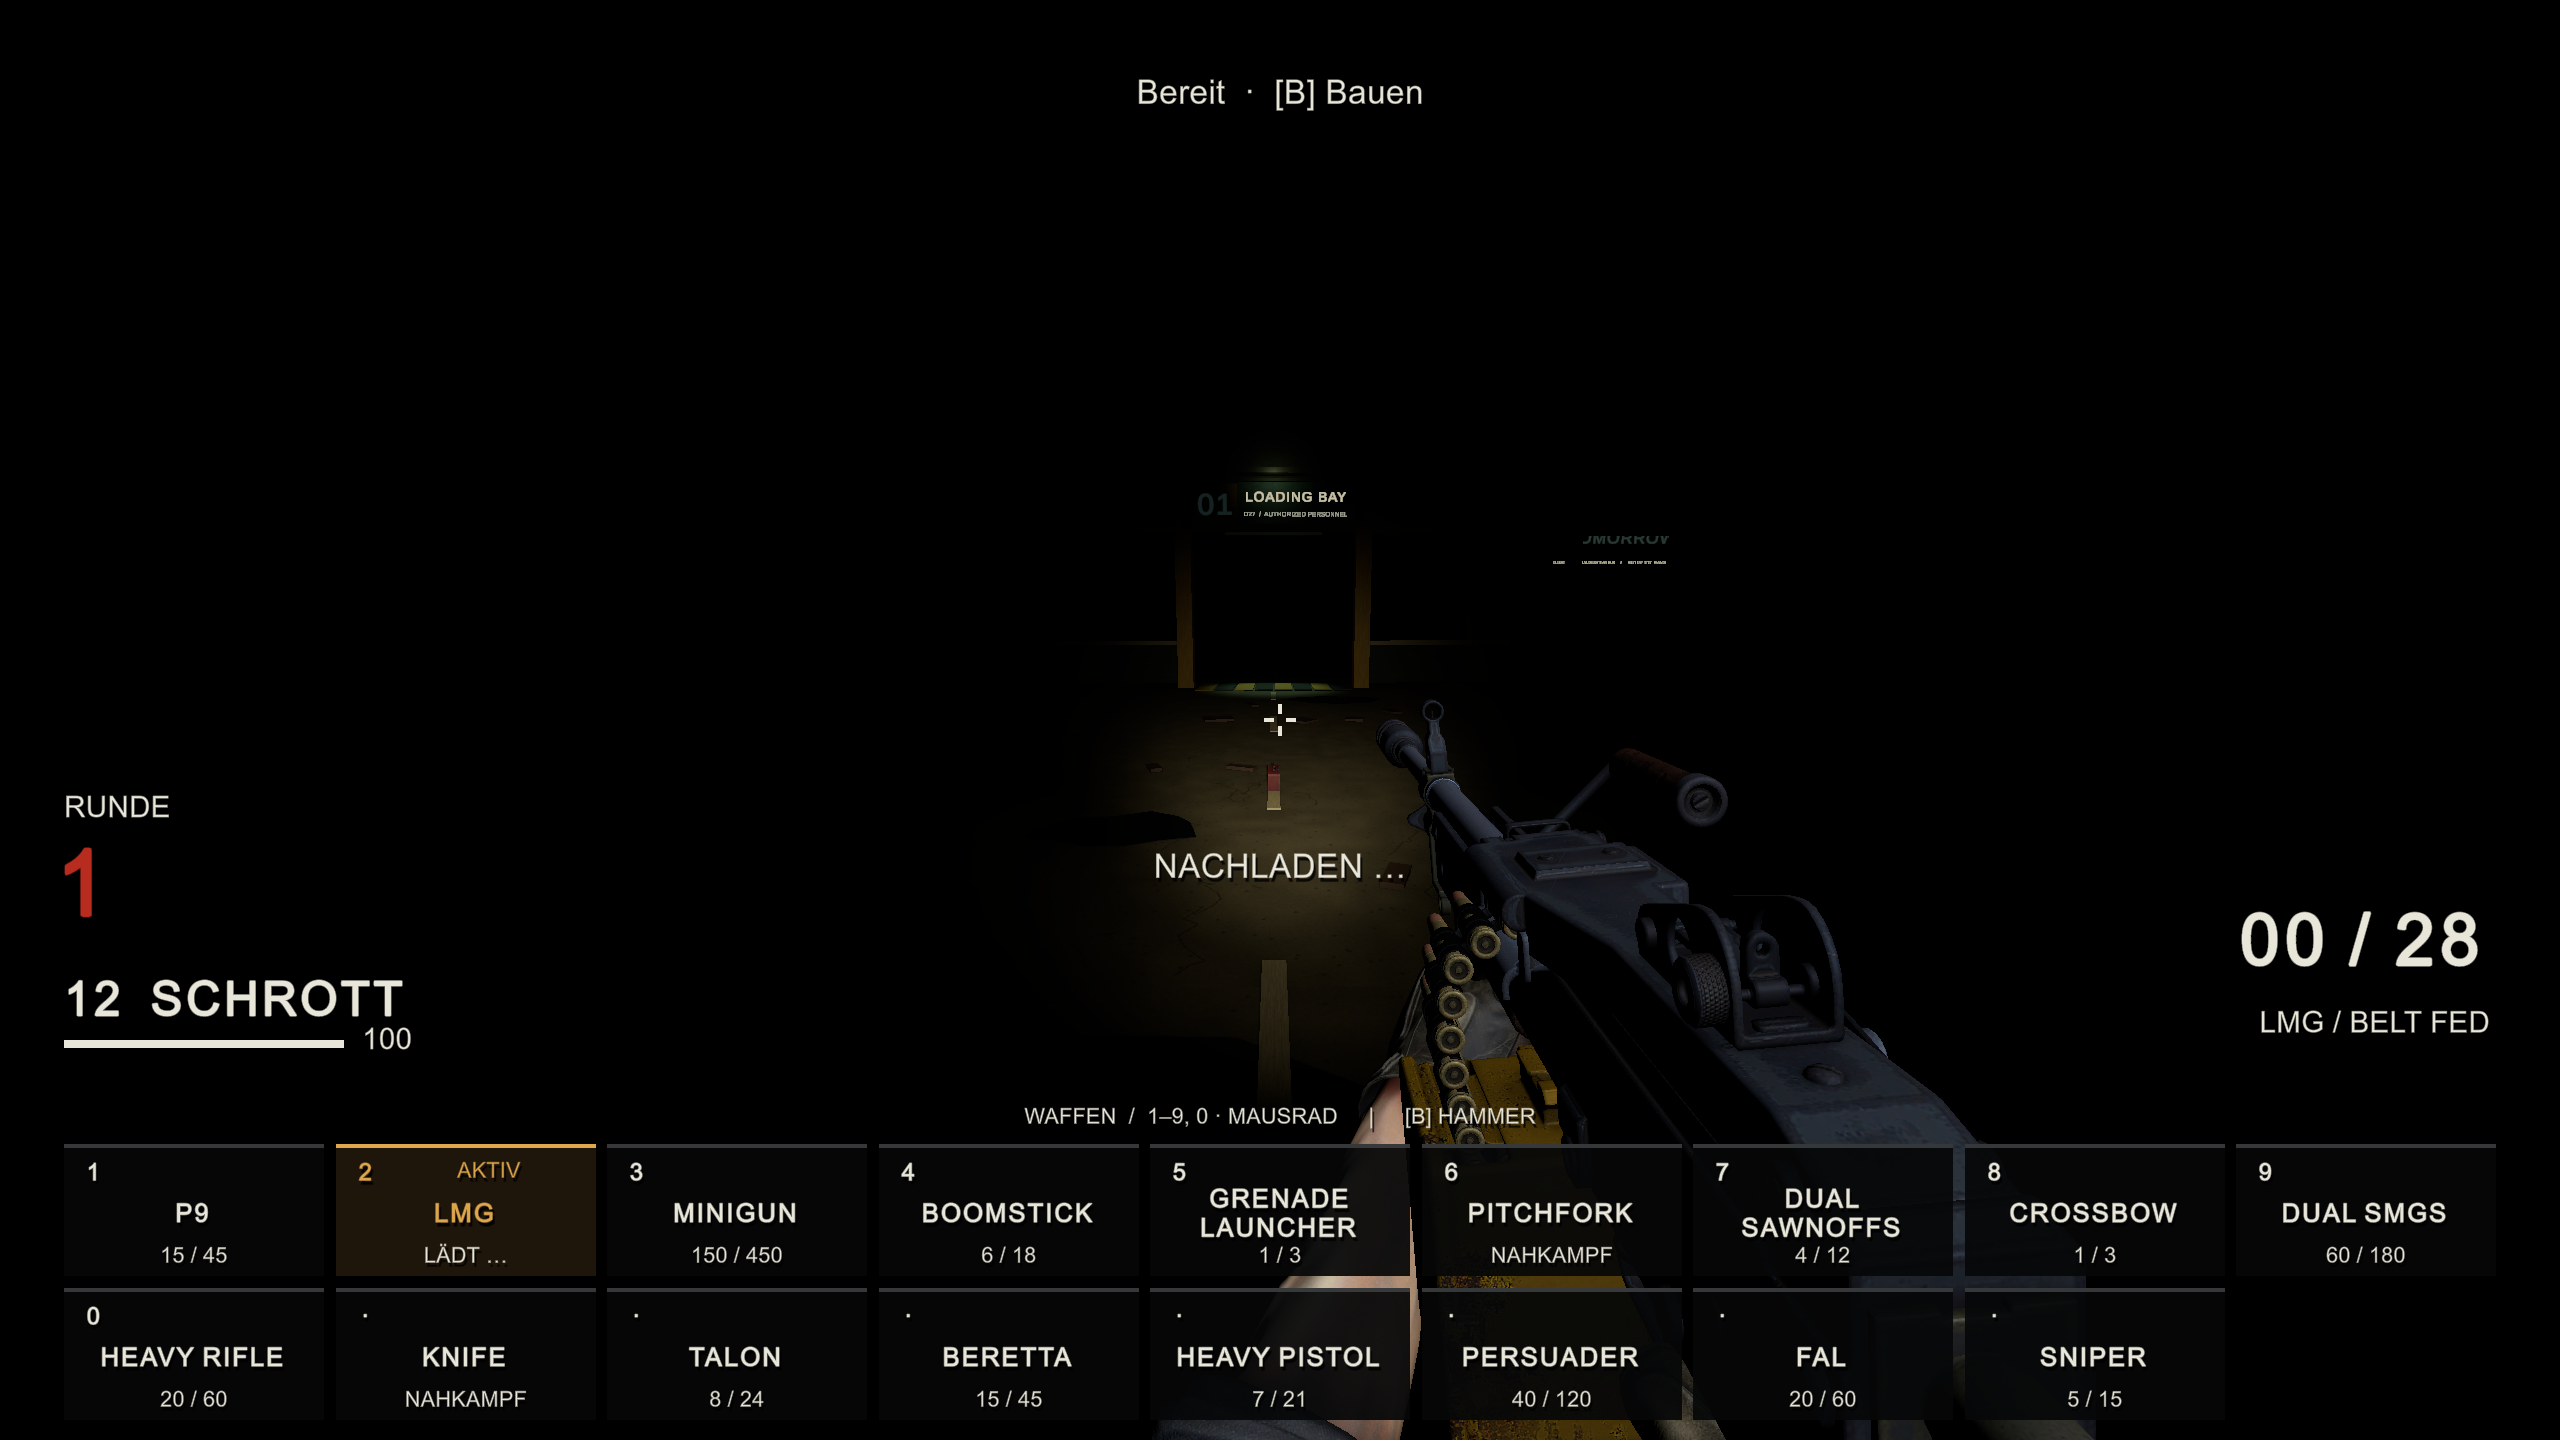 Bereit · [B] Bauen
01 LOADING BAY
/ AUTHORIZED PERSONNEL
RUNDE
1
NACHLADEN ...
12 SCHROTT
100
00 / 28
LMG / BELT FED
WAFFEN / 1–9, 0 · MAUSRAD | [B] HAMMER
1
P9
15 / 45
2 AKTIV
LMG
LÄDT ...
3
MINIGUN
150 / 450
4
BOOMSTICK
6 / 18
5
GRENADE
LAUNCHER
1 / 3
6
PITCHFORK
NAHKAMPF
7
DUAL
SAWNOFFS
4 / 12
8
CROSSBOW
1 / 3
9
DUAL SMGS
60 / 180
0
HEAVY RIFLE
20 / 60
·
KNIFE
NAHKAMPF
·
TALON
8 / 24
·
BERETTA
15 / 45
·
HEAVY PISTOL
7 / 21
·
PERSUADER
40 / 120
·
FAL
20 / 60
·
SNIPER
5 / 15